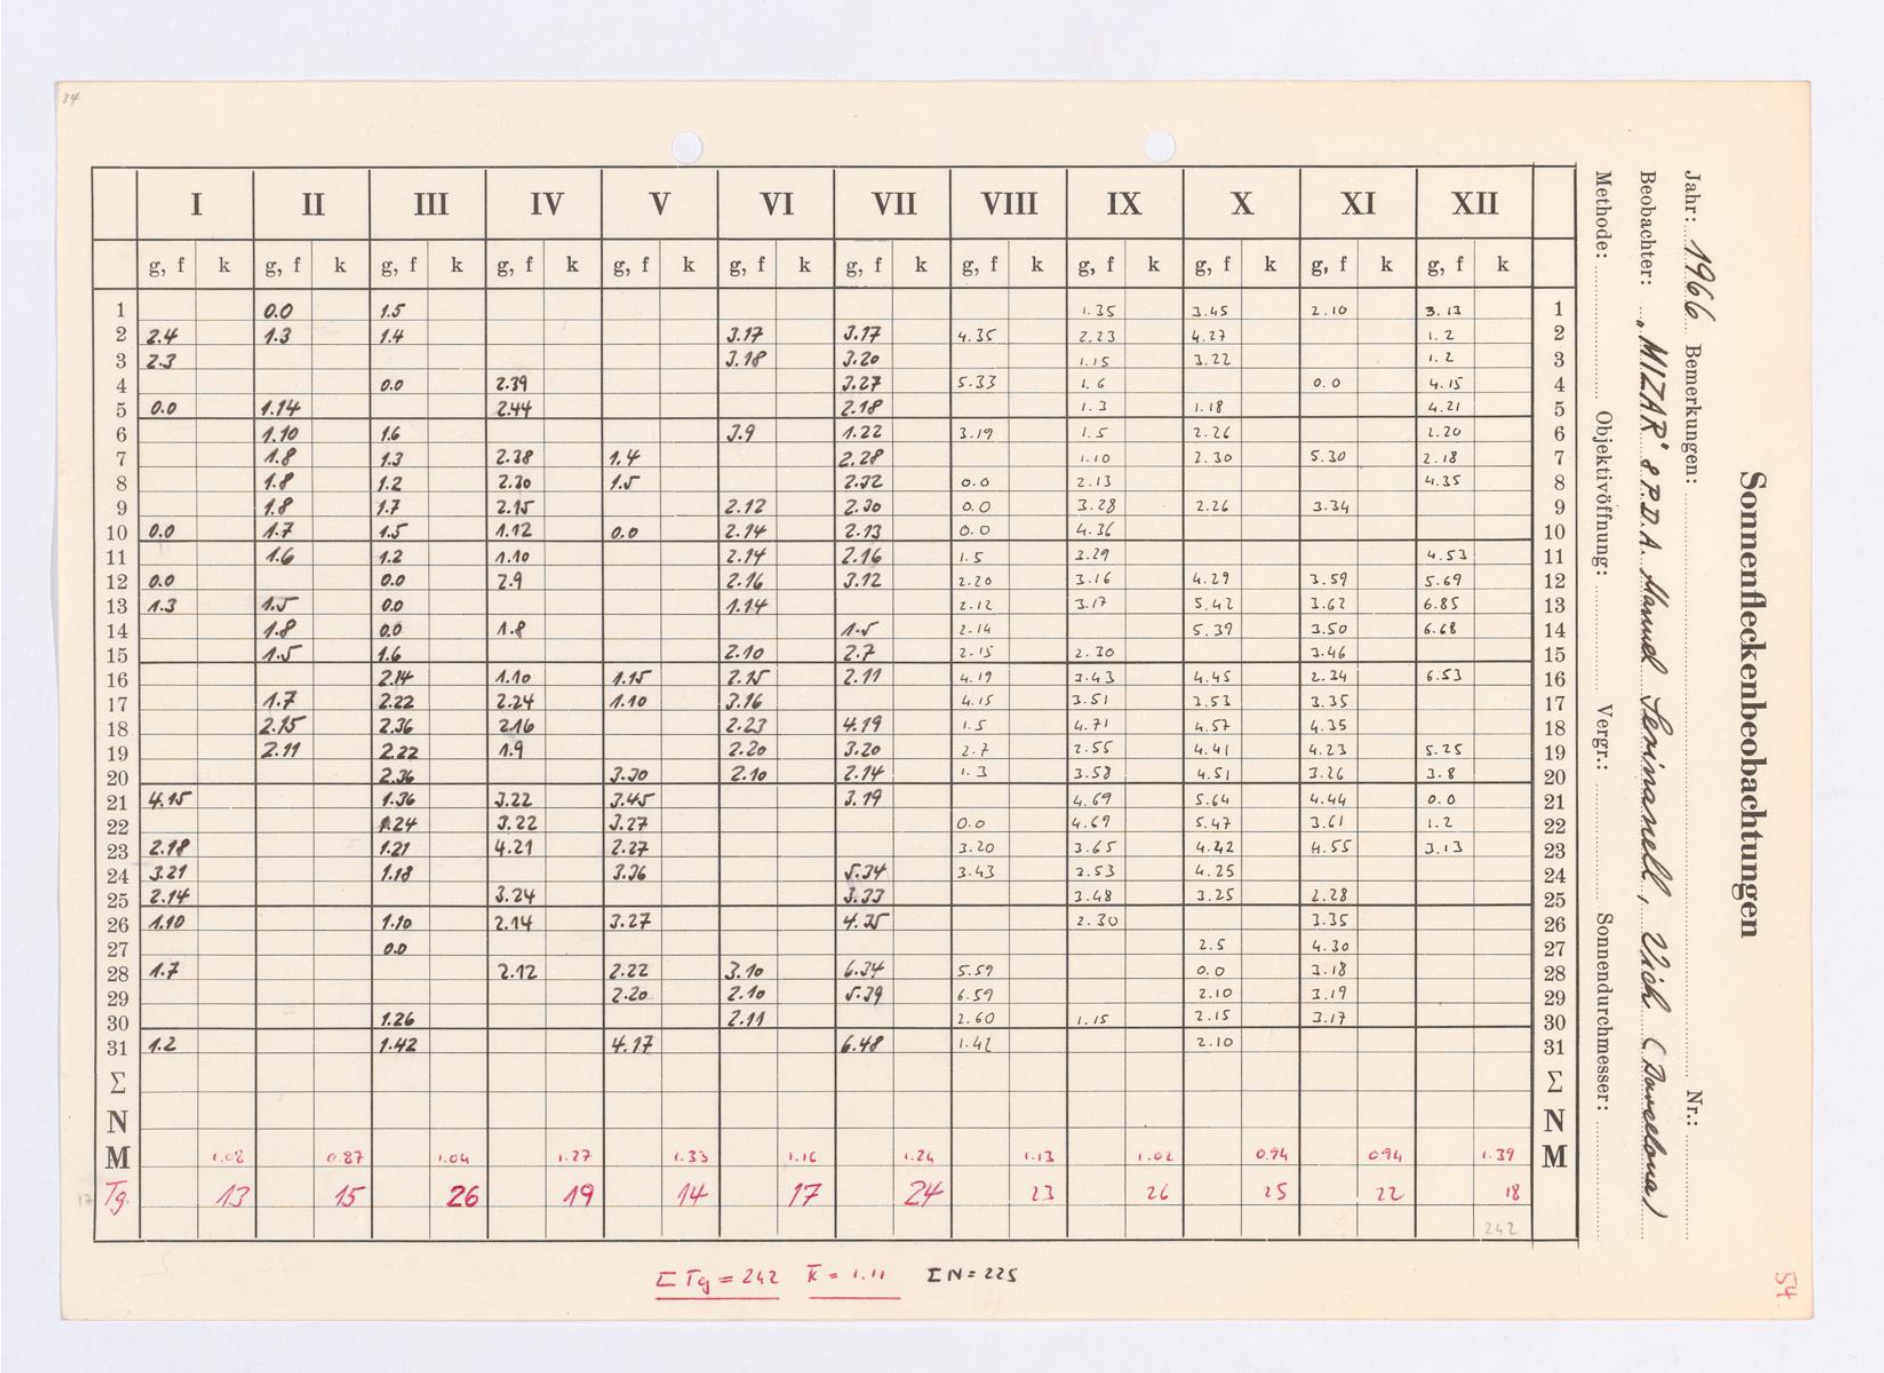 34
I II III IV V VI VII VIII IX X XI XII
g, f k g, f k g, f k g, f k g, f k g, f k g, f k g, f k g, f k g, f k g, f k g, f k
1 0.0 1.5 1.35 3.45 2.10 3.13 1
2 2.4 1.3 1.4 3.17 3.17 4.35 2.23 4.27 1.2 2
3 2.3 3.18 3.20 1.15 3.22 1.2 3
4 0.0 2.39 3.27 5.33 1.6 0.0 4.15 4
5 0.0 1.14 2.44 2.18 1.3 1.18 4.21 5
6 1.10 1.6 3.9 1.22 3.19 1.5 2.26 2.20 6
7 1.8 1.3 2.38 1.4 2.28 1.10 2.30 5.30 2.18 7
8 1.8 1.2 2.30 1.5 2.32 0.0 2.13 4.35 8
9 1.8 1.7 2.15 2.12 2.30 0.0 3.28 2.26 3.34 9
10 0.0 1.7 1.5 1.12 0.0 2.14 2.13 0.0 4.36 10
11 1.6 1.2 1.10 2.14 2.16 1.5 3.29 4.53 11
12 0.0 0.0 2.9 2.16 3.12 2.20 3.16 4.29 3.59 5.69 12
13 1.3 1.5 0.0 1.14 2.12 3.17 5.42 3.62 6.85 13
14 1.8 0.0 1.8 1.5 2.14 5.39 3.50 6.68 14
15 1.5 1.6 2.10 2.7 2.15 2.30 3.46 15
16 2.14 1.10 1.15 2.15 2.11 4.19 3.43 4.45 2.34 6.53 16
17 1.7 2.22 2.24 1.10 3.16 4.15 3.51 3.53 3.35 17
18 2.15 2.36 2.16 2.23 4.19 1.5 4.71 4.57 4.35 18
19 2.11 2.22 1.9 2.20 3.20 2.7 2.55 4.41 4.23 5.25 19
20 2.36 3.30 2.10 2.14 1.3 3.58 4.51 3.26 3.8 20
21 4.15 1.36 3.22 3.45 3.19 4.69 5.64 4.44 0.0 21
22 1.24 3.22 3.27 0.0 4.69 5.47 3.61 1.2 22
23 2.18 1.21 4.21 2.27 3.20 3.65 4.42 4.55 3.13 23
24 3.21 1.18 3.36 5.34 3.43 3.53 4.25 24
25 2.14 3.24 3.33 3.48 3.25 2.28 25
26 1.10 1.10 2.14 3.27 4.35 2.30 3.35 26
27 0.0 2.5 4.30 27
28 1.7 2.12 2.22 3.10 6.34 5.59 0.0 3.18 28
29 2.20 2.10 5.39 6.59 2.10 3.19 29
30 1.26 2.11 2.60 1.15 2.15 3.17 30
31 1.2 1.42 4.17 6.48 1.42 2.10 31
Σ Σ
N N
M 1.02 0.87 1.04 1.27 1.33 1.16 1.24 1.13 1.02 0.94 0.94 1.39 M
Tg. 13 15 26 19 14 17 24 23 26 25 22 18
242
Σ Tg = 242 k̅ = 1.11 Σ N = 225
Sonnenfleckenbeobachtungen
Jahr: 1966 Bemerkungen: Nr.:
Beobachter: "MIZAR" S.P.D.A. Manuel Serinanell, Vich (Barcelona)
Methode: Objektivöffnung: Vergr.: Sonnendurchmesser:
54